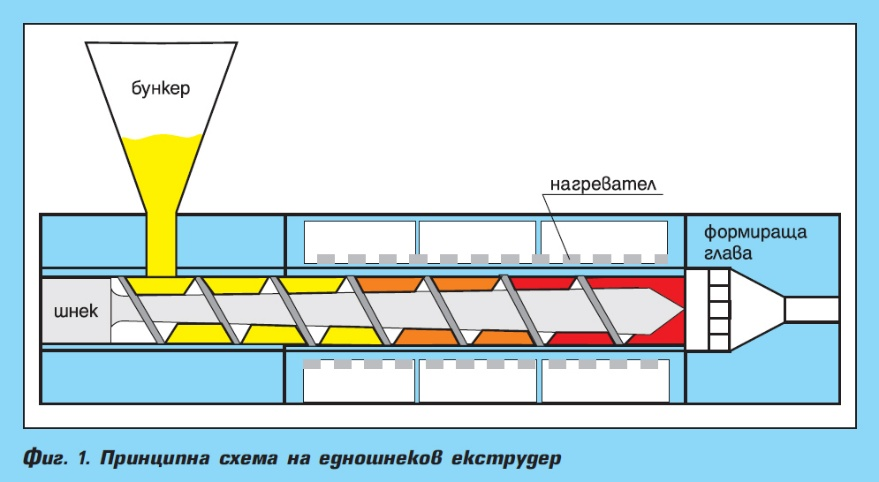 бункер
нагревател
формираща
глава
шнек
Фиг. 1. Принципна схема на едношнеков екструдер